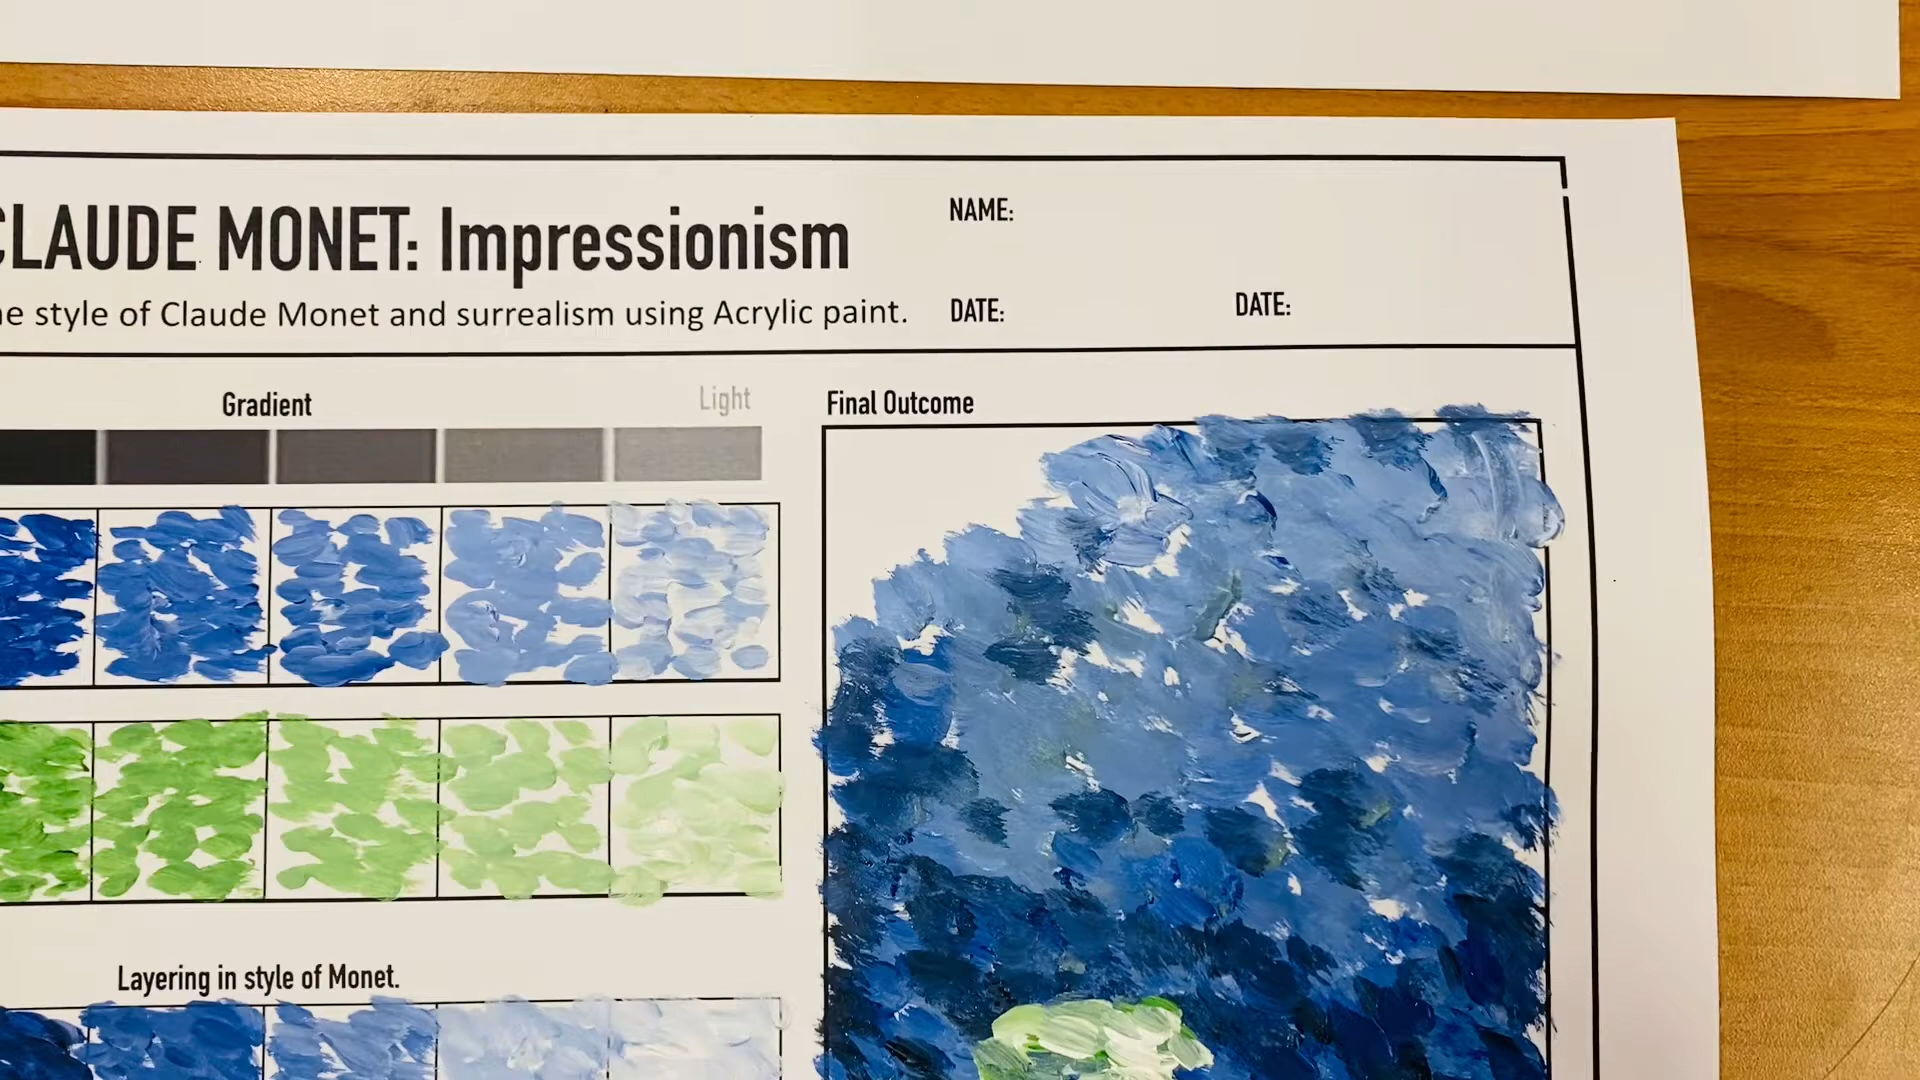 CLAUDE MONET: Impressionism
style of Claude Monet and surrealism using Acrylic paint.
NAME:
DATE:
DATE:
Gradient
Light
Final Outcome
Layering in style of Monet.